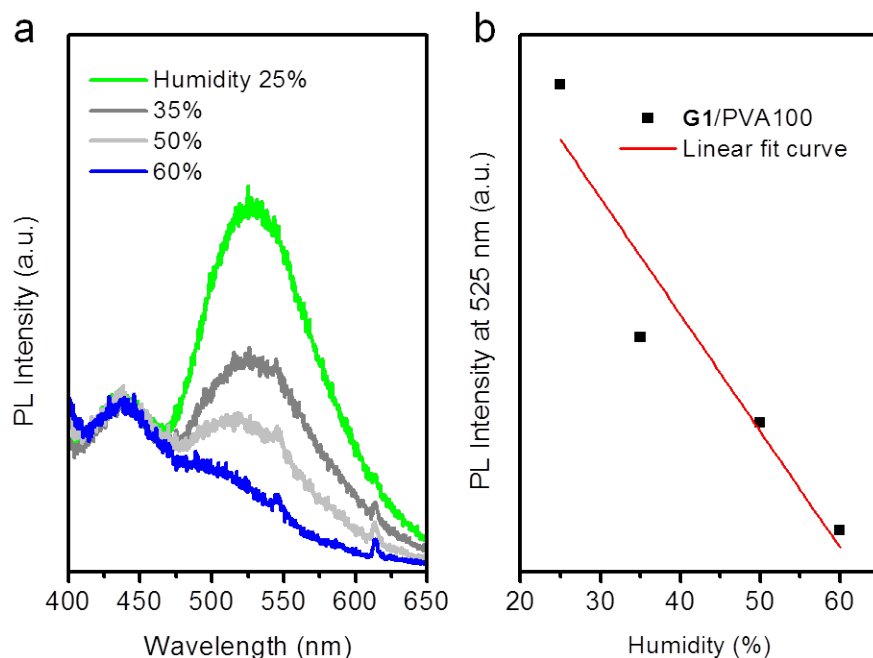 a
Humidity 25%
35%
50%
60%
PL Intensity (a.u.)
400 450 500 550 600 650
Wavelength (nm)
b
G1/PVA100
Linear fit curve
PL Intensity at 525 nm (a.u.)
20 30 40 50 60
Humidity (%)